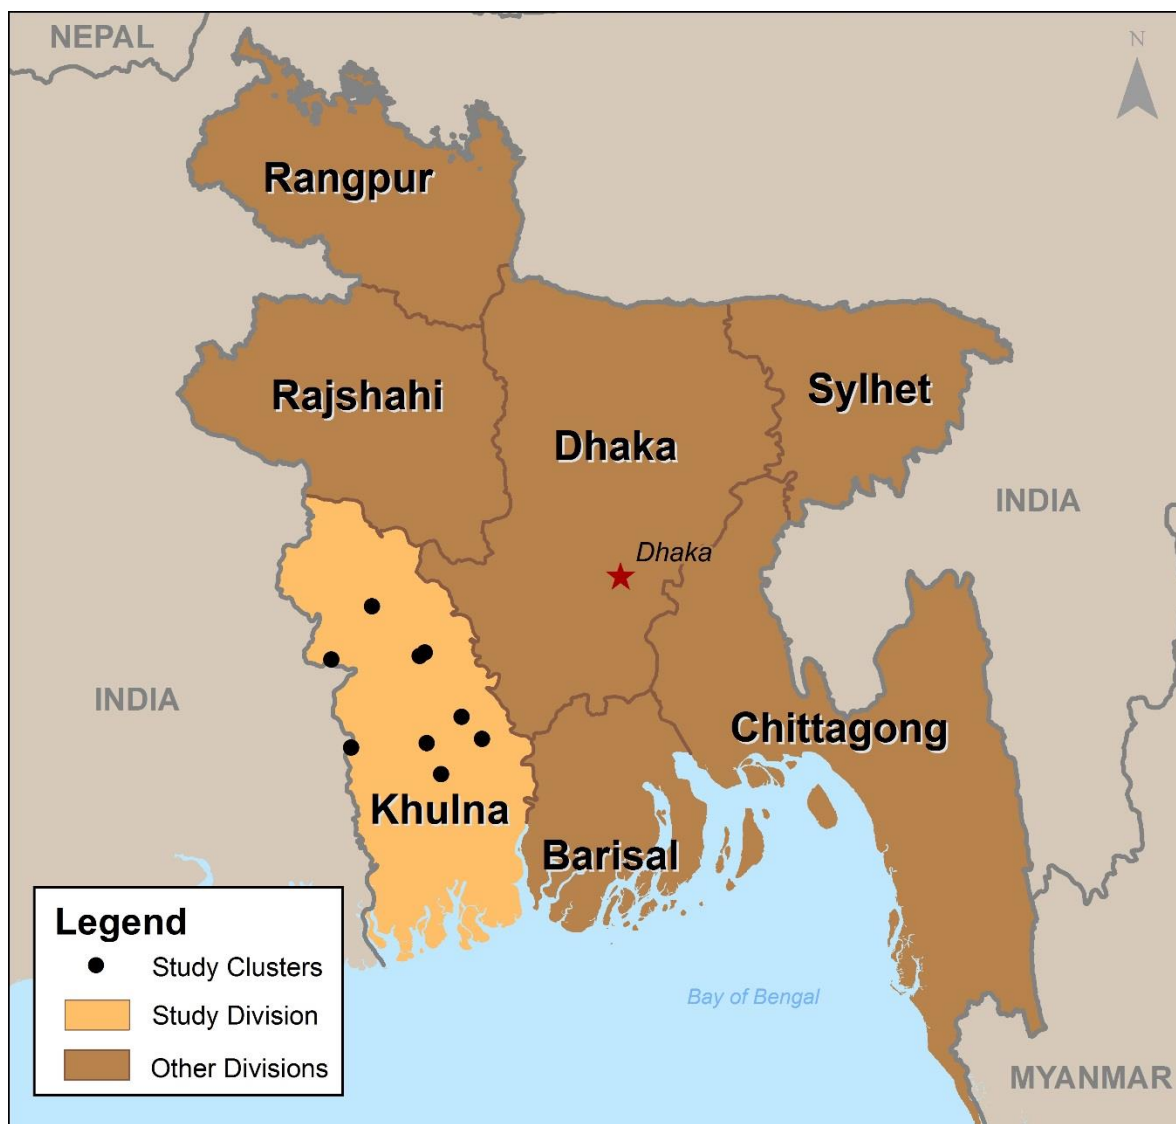 NEPAL
N
Rangpur
Rajshahi
Sylhet
Dhaka
INDIA
Dhaka
INDIA
Chittagong
Khulna
Barisal
Legend
Study Clusters
Study Division
Other Divisions
Bay of Bengal
MYANMAR